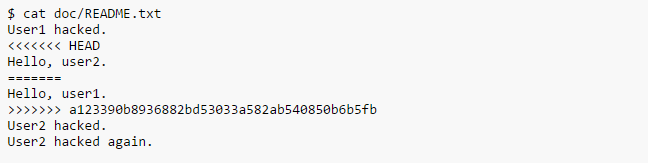 $ cat doc/README.txt
User1 hacked.
<<<<<<< HEAD
Hello, user2.
=======
Hello, user1.
>>>>>>> a123390b8936882bd53033a582ab540850b6b5fb
User2 hacked.
User2 hacked again.